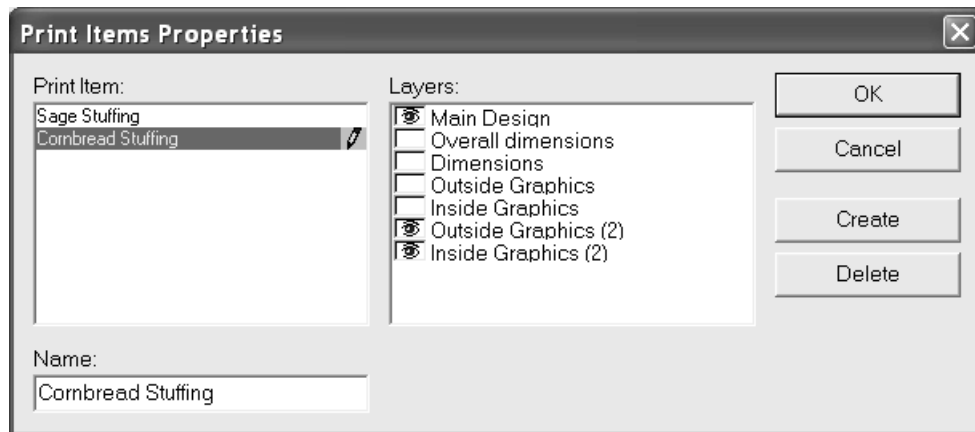 Print Items Properties
Print Item:
Sage Stuffing
Cornbread Stuffing
Layers:
Main Design
Overall dimensions
Dimensions
Outside Graphics
Inside Graphics
Outside Graphics (2)
Inside Graphics (2)
OK
Cancel
Create
Delete
Name:
Cornbread Stuffing